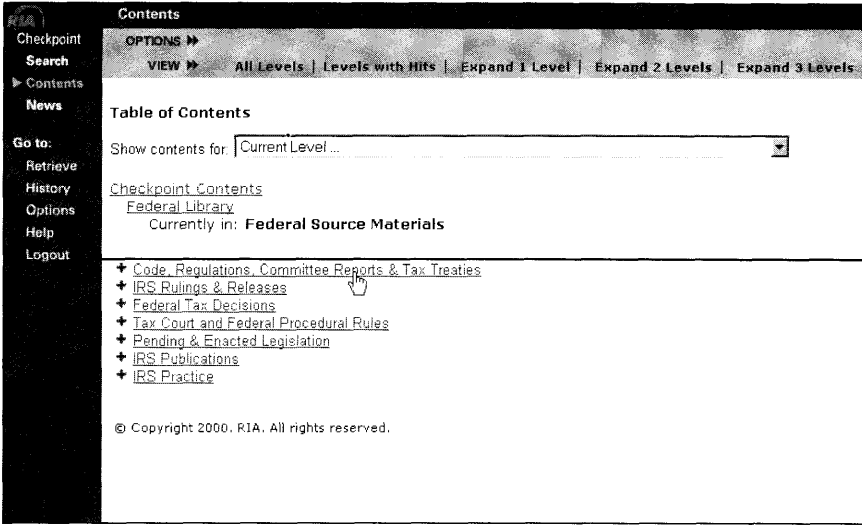 RIA
Contents
Checkpoint
Search
Contents
News
Go to:
Retrieve
History
Options
Help
Logout
OPTIONS
VIEW All Levels | Levels with Hits | Expand 1 Level | Expand 2 Levels | Expand 3 Levels
Table of Contents
Show contents for: Current Level ...
Checkpoint Contents
Federal Library
Currently in: Federal Source Materials
+ Code, Regulations, Committee Reports & Tax Treaties
+ IRS Rulings & Releases
+ Federal Tax Decisions
+ Tax Court and Federal Procedural Rules
+ Pending & Enacted Legislation
+ IRS Publications
+ IRS Practice
© Copyright 2000. RIA. All rights reserved.